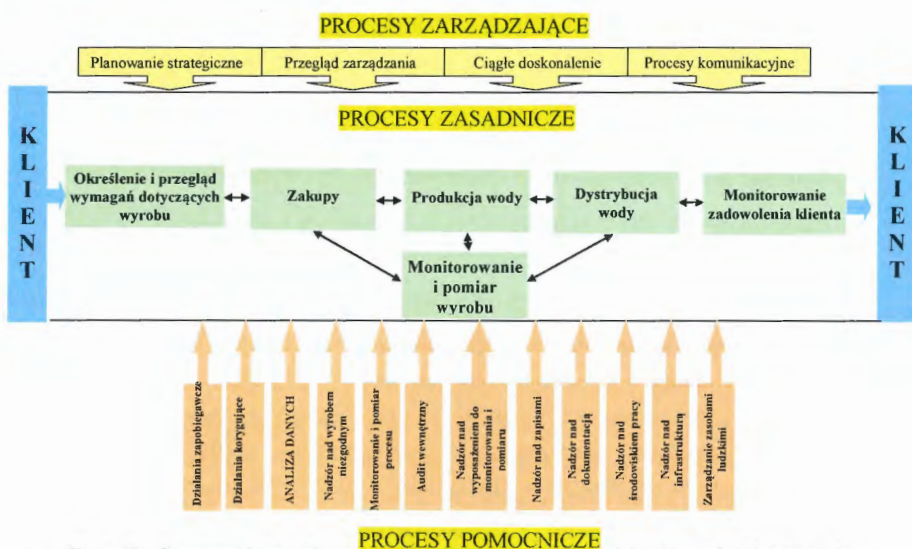 PROCESY ZARZĄDZAJĄCE
Planowanie strategiczne
Przegląd zarządzania
Ciągłe doskonalenie
Procesy komunikacyjne
KLIENT
PROCESY ZASADNICZE
KLIENT
Określenie i przegląd
wymagań dotyczących
wyrobu
Zakupy
Produkcja wody
Dystrybucja
wody
Monitorowanie
zadowolenia klienta
Monitorowanie
i pomiar
wyrobu
Działania zapobiegawcze
Działania korygujące
ANALIZA DANYCH
Nadzór nad wyrobem
niezgodnym
Monitorowanie i pomiar
procesu
Audit wewnętrzny
Nadzór nad
wyposażeniem do
monitorowania i
pomiaru
Nadzór nad zapisami
Nadzór nad
dokumentacją
Nadzór nad
środowiskiem pracy
Nadzór nad
infrastrukturą
Zarządzanie zasobami
ludzkimi
PROCESY POMOCNICZE